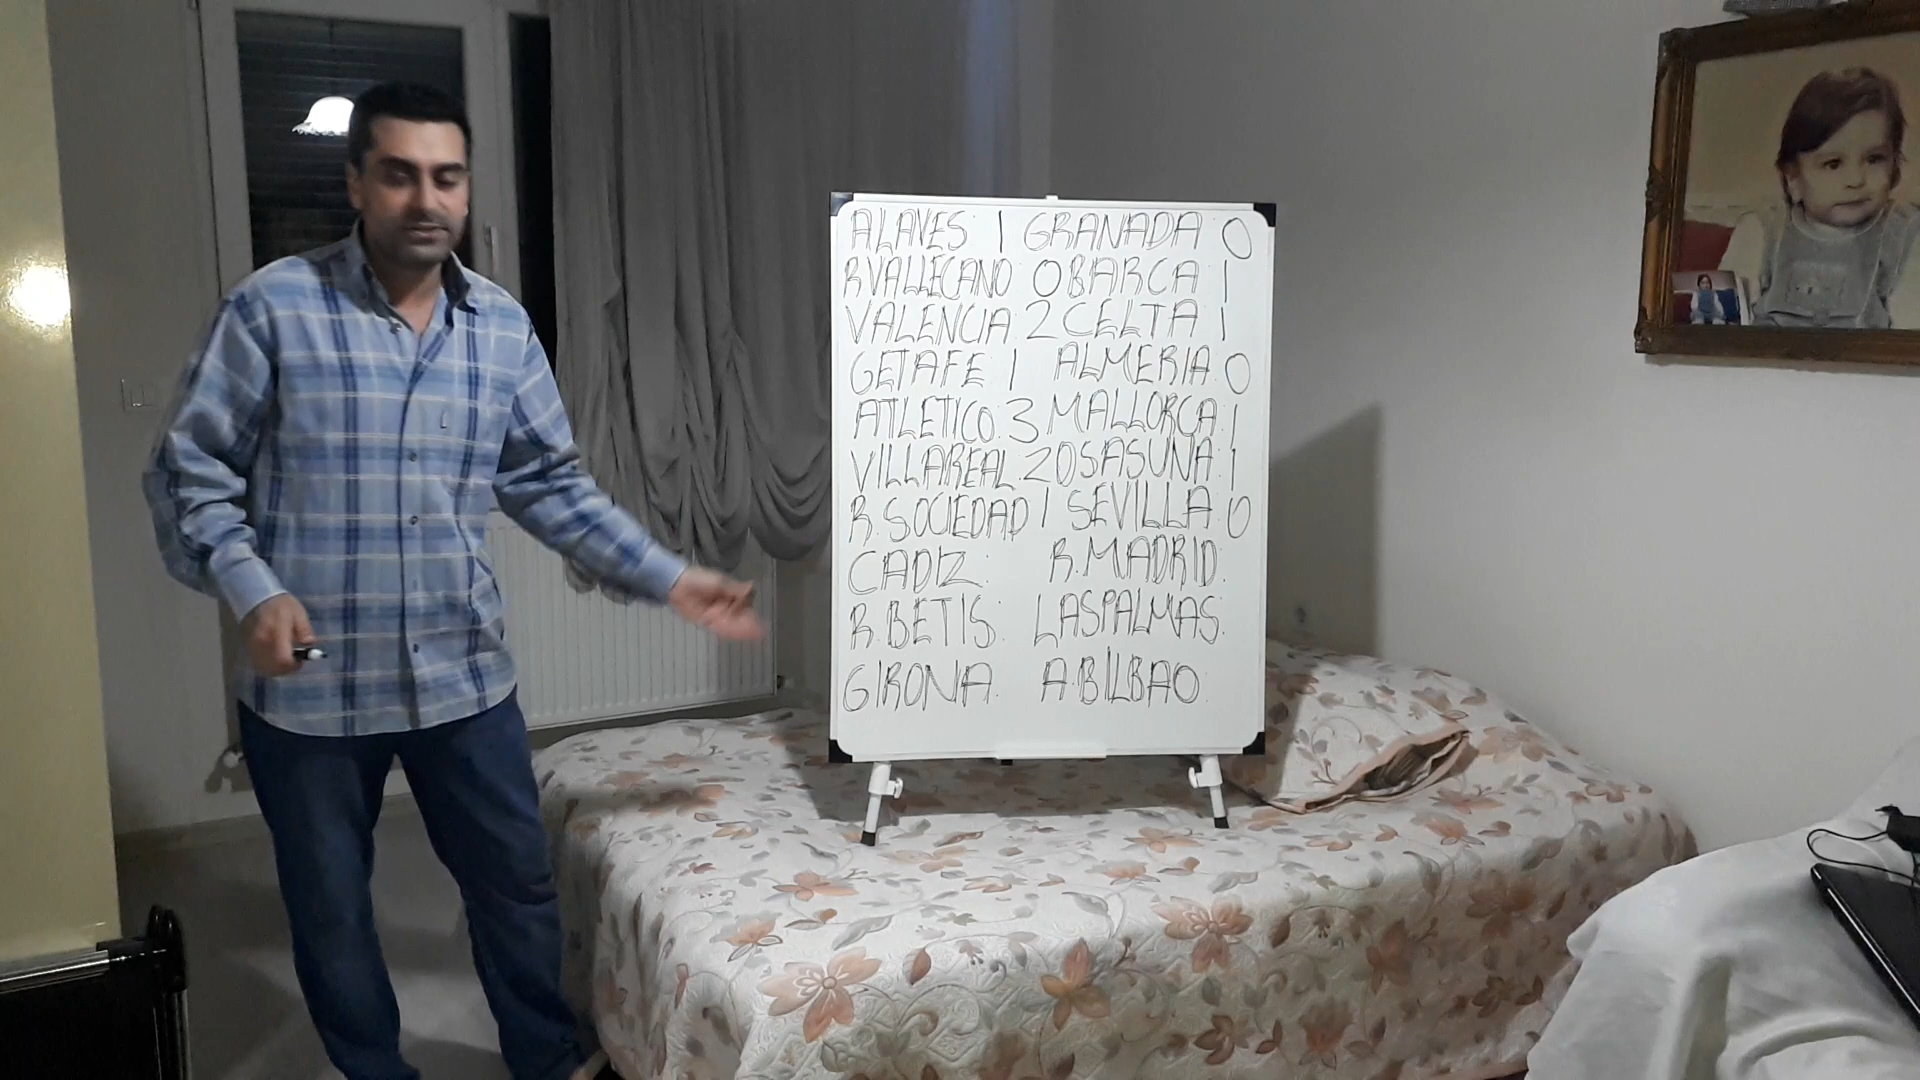 ALAVES: 1 GRANADA: 0
R.VALLECANO: 0 BARCA: 1
VALENCIA 2 CELTA: 1
GETAFE: 1 ALMERIA: 0
ATLETICO: 3 MALLORCA: 1
VILLAREAL: 2 OSASUNA: 1
R.SOCIEDAD 1 SEVILLA: 0
CADIZ: R.MADRID:
R.BETIS: LASPALMAS:
GIRONA: A.BILBAO: